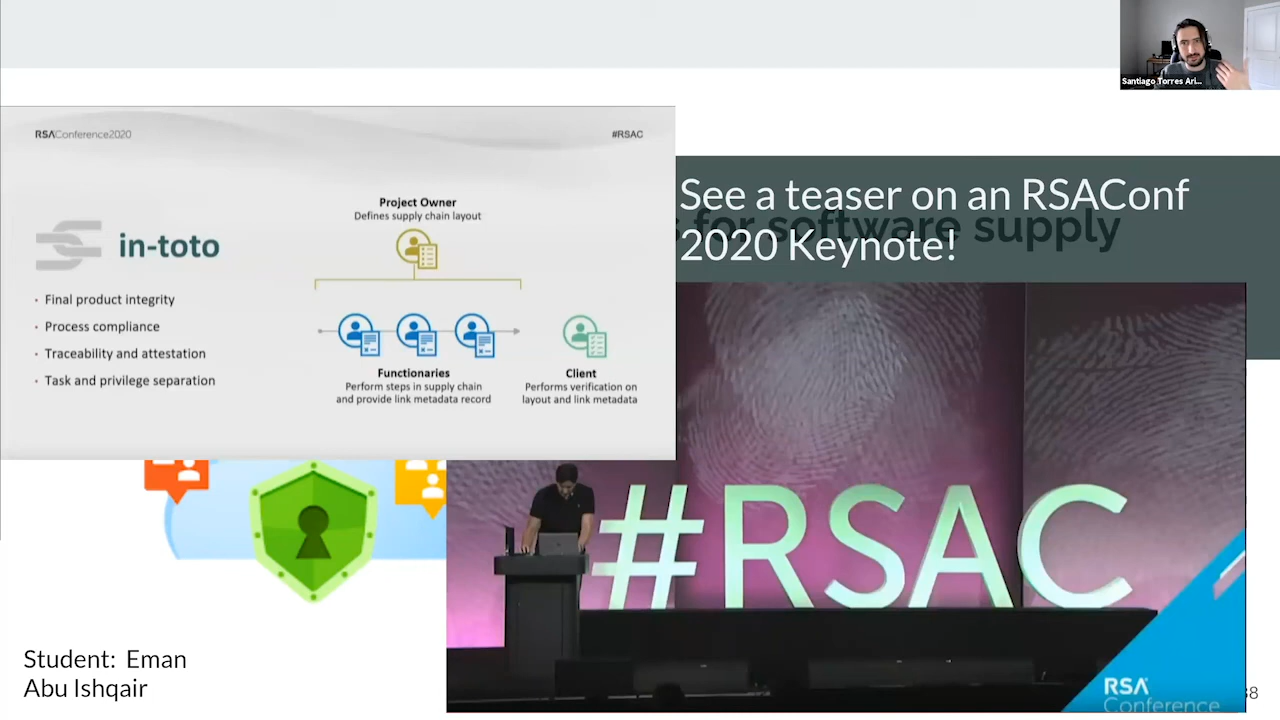 Santiago Torres Ari...
RSAConference2020
#RSAC
See a teaser on an RSAConf
2020 Keynote!
for software supply
in-toto
· Final product integrity
· Process compliance
· Traceability and attestation
· Task and privilege separation
Project Owner
Defines supply chain layout
Functionaries
Perform steps in supply chain
and provide link metadata record
Client
Performs verification on
layout and link metadata
#RSAC
RSA
Conference
Student: Eman
Abu Ishqair